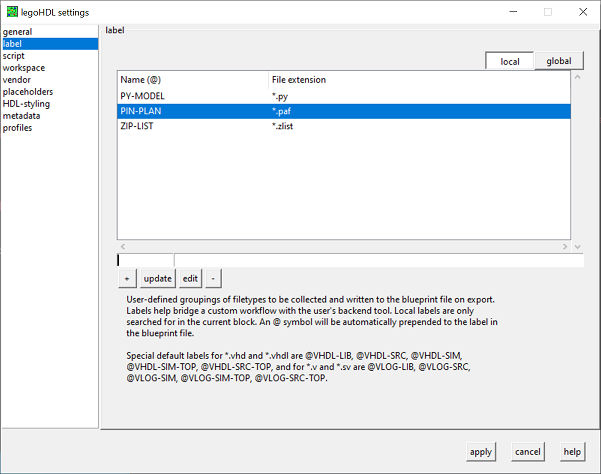 legoHDL settings
general
label
script
workspace
vendor
placeholders
HDL-styling
metadata
profiles
label
local global
Name (@) File extension
PY-MODEL *.py
PIN-PLAN *.paf
ZIP-LIST *.zlist
+ update edit -
User-defined groupings of filetypes to be collected and written to the blueprint file on export.
Labels help bridge a custom workflow with the user's backend tool. Local labels are only
searched for in the current block. An @ symbol will be automatically prepended to the label in
the blueprint file.
Special default labels for *.vhd and *.vhdl are @VHDL-LIB, @VHDL-SRC, @VHDL-SIM,
@VHDL-SIM-TOP, @VHDL-SRC-TOP, and for *.v and *.sv are @VLOG-LIB, @VLOG-SRC,
@VLOG-SIM, @VLOG-SIM-TOP, @VLOG-SRC-TOP.
apply cancel help